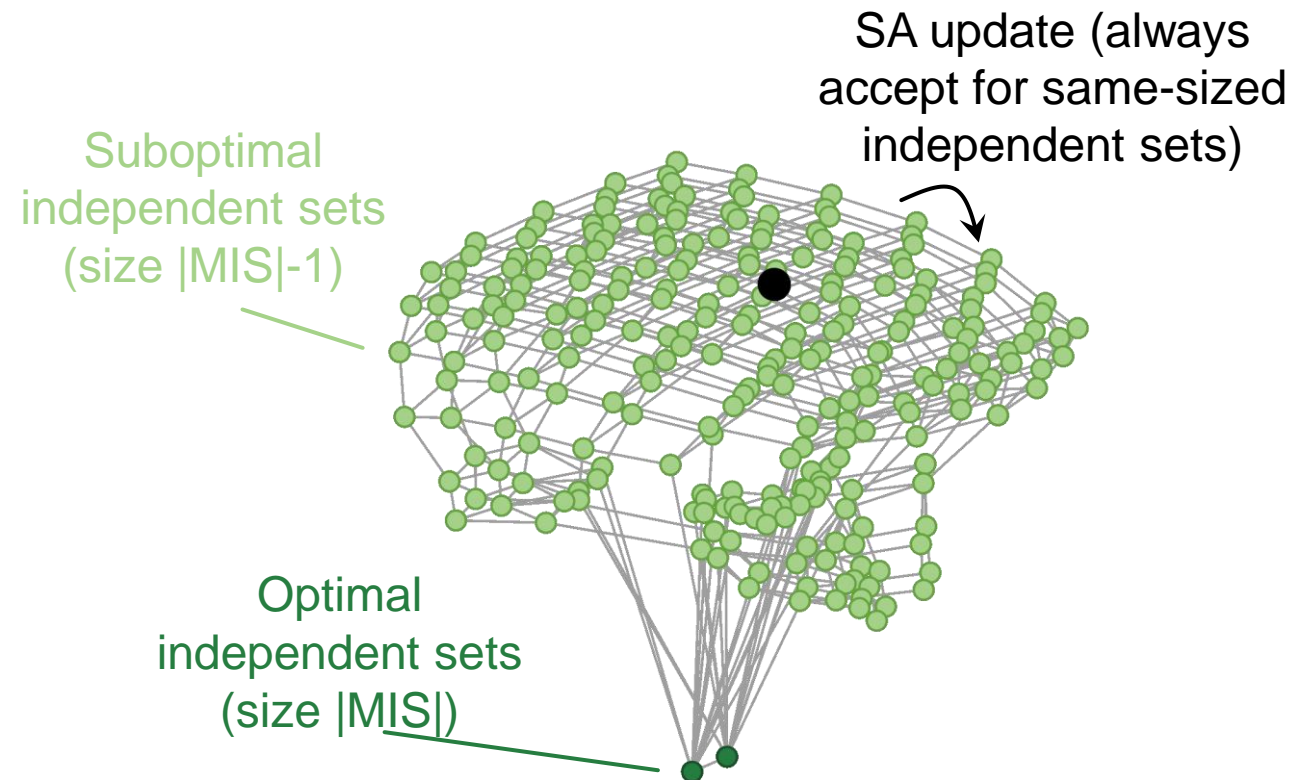 SA update (always
accept for same-sized
independent sets)
Suboptimal
independent sets
(size |MIS|-1)
Optimal
independent sets
(size |MIS|)